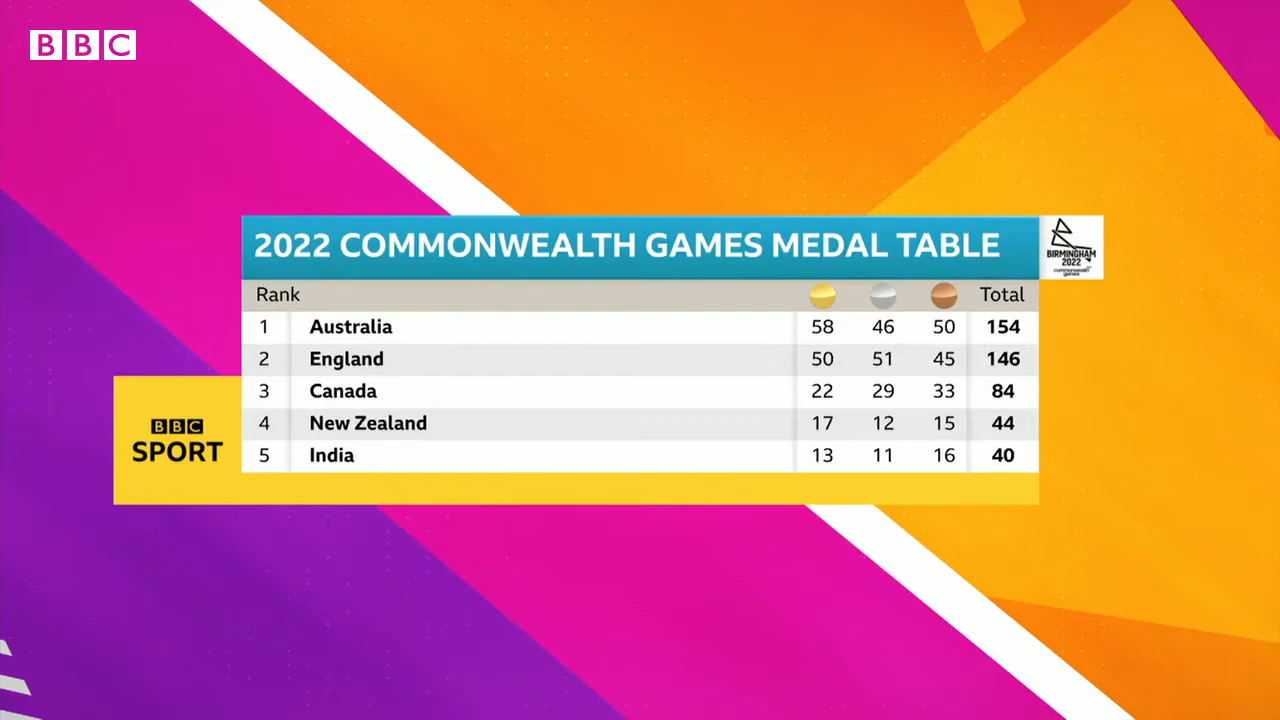 BBC
2022 COMMONWEALTH GAMES MEDAL TABLE
BIRMINGHAM
2022
commonwealth
games
Rank Total
1 Australia 58 46 50 154
2 England 50 51 45 146
3 Canada 22 29 33 84
4 New Zealand 17 12 15 44
5 India 13 11 16 40
BBC
SPORT